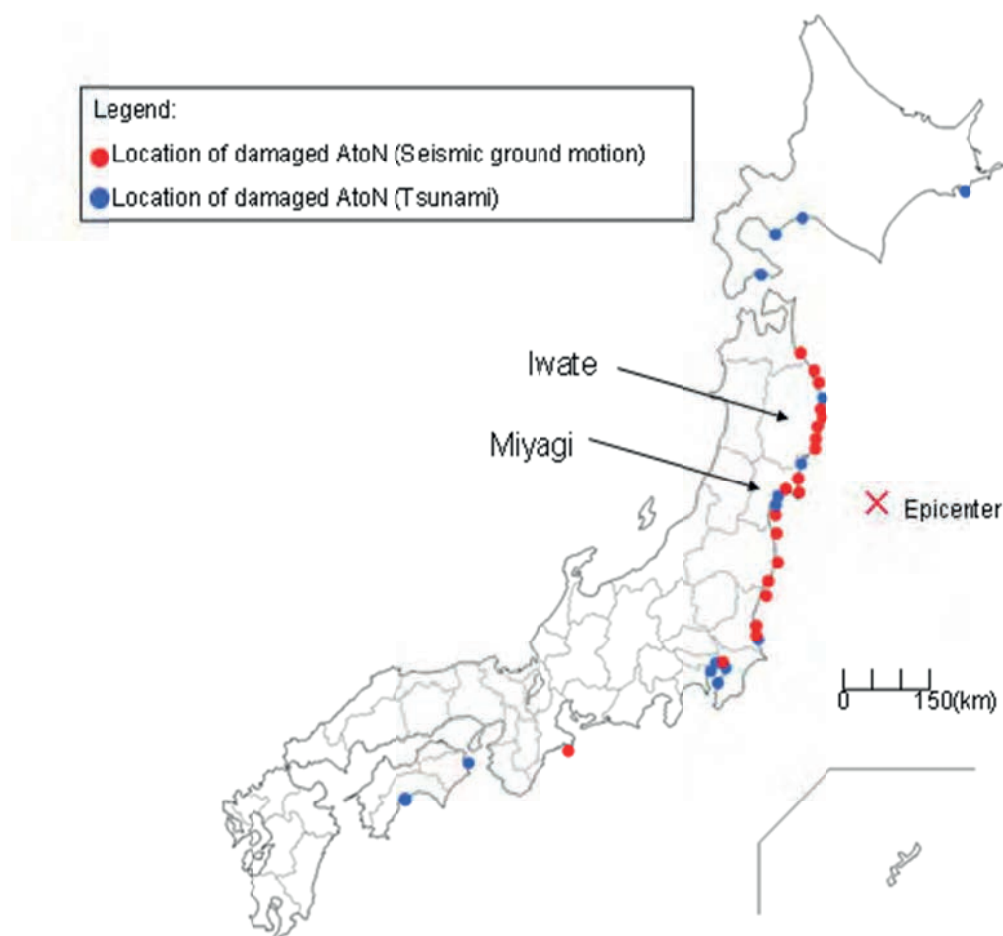 Legend:
Location of damaged AtoN (Seismic ground motion)
Location of damaged AtoN (Tsunami)
Iwate
Miyagi
Epicenter
0 150(km)